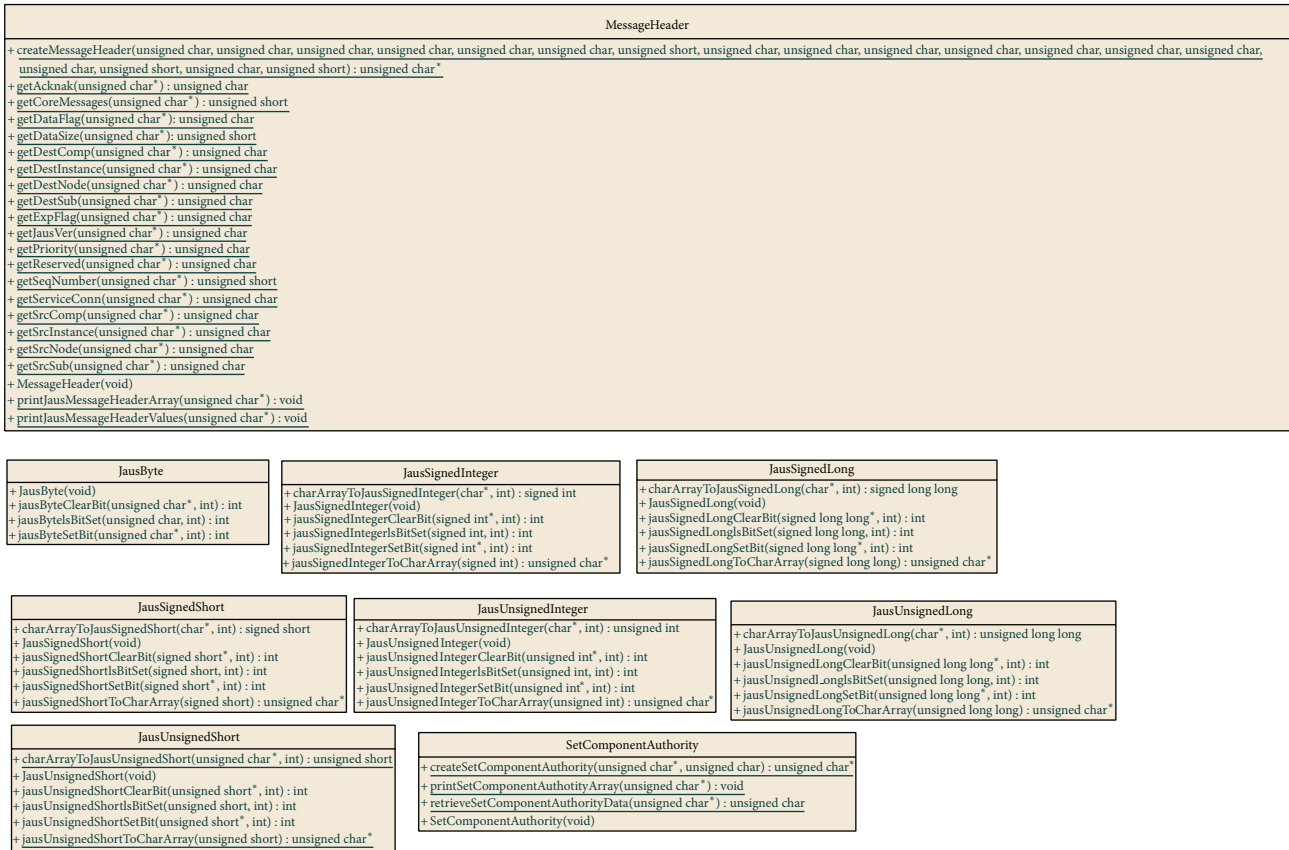 MessageHeader
+ createMessageHeader(unsigned char, unsigned char, unsigned char, unsigned char, unsigned char, unsigned char, unsigned short, unsigned char, unsigned char, unsigned char, unsigned char, unsigned char, unsigned char, unsigned char,
unsigned char, unsigned short, unsigned char, unsigned short) : unsigned char*
+ getAcknak(unsigned char*) : unsigned char
+ getCoreMessages(unsigned char*) : unsigned short
+ getDataFlag(unsigned char*): unsigned char
+ getDataSize(unsigned char*): unsigned short
+ getDestComp(unsigned char*) : unsigned char
+ getDestInstance(unsigned char*) : unsigned char
+ getDestNode(unsigned char*) : unsigned char
+ getDestSub(unsigned char*) : unsigned char
+ getExpFlag(unsigned char*) : unsigned char
+ getJausVer(unsigned char*) : unsigned char
+ getPriority(unsigned char*) : unsigned char
+ getReserved(unsigned char*) : unsigned char
+ getSeqNumber(unsigned char*) : unsigned short
+ getServiceConn(unsigned char*) : unsigned char
+ getSrcComp(unsigned char*) : unsigned char
+ getSrcInstance(unsigned char*) : unsigned char
+ getSrcNode(unsigned char*) : unsigned char
+ getSrcSub(unsigned char*) : unsigned char
+ MessageHeader(void)
+ printJausMessageHeaderArray(unsigned char*) : void
+ printJausMessageHeaderValues(unsigned char*) : void
JausByte
+ JausByte(void)
+ jausByteClearBit(unsigned char*, int) : int
+ jausByteIsBitSet(unsigned char, int) : int
+ jausByteSetBit(unsigned char*, int) : int
JausSignedInteger
+ charArrayToJausSignedInteger(char*, int) : signed int
+ JausSignedInteger(void)
+ jausSignedIntegerClearBit(signed int*, int) : int
+ jausSignedIntegerIsBitSet(signed int, int) : int
+ jausSignedIntegerSetBit(signed int*, int) : int
+ jausSignedIntegerToCharArray(signed int) : unsigned char*
JausSignedLong
+ charArrayToJausSignedLong(char*, int) : signed long long
+ JausSignedLong(void)
+ jausSignedLongClearBit(signed long long*, int) : int
+ jausSignedLongIsBitSet(signed long long, int) : int
+ jausSignedLongSetBit(signed long long*, int) : int
+ jausSignedLongToCharArray(signed long long) : unsigned char*
JausSignedShort
+ charArrayToJausSignedShort(char*, int) : signed short
+ JausSignedShort(void)
+ jausSignedShortClearBit(signed short*, int) : int
+ jausSignedShortIsBitSet(signed short, int) : int
+ jausSignedShortSetBit(signed short*, int) : int
+ jausSignedShortToCharArray(signed short) : unsigned char*
JausUnsignedInteger
+ charArrayToJausUnsignedInteger(char*, int) : unsigned int
+ JausUnsignedInteger(void)
+ jausUnsignedIntegerClearBit(unsigned int*, int) : int
+ jausUnsignedIntegerIsBitSet(unsigned int, int) : int
+ jausUnsignedIntegerSetBit(unsigned int*, int) : int
+ jausUnsignedIntegerToCharArray(unsigned int) : unsigned char*
JausUnsignedLong
+ charArrayToJausUnsignedLong(char*, int) : unsigned long long
+ JausUnsignedLong(void)
+ jausUnsignedLongClearBit(unsigned long long*, int) : int
+ jausUnsignedLongIsBitSet(unsigned long long, int) : int
+ jausUnsignedLongSetBit(unsigned long long*, int) : int
+ jausUnsignedLongToCharArray(unsigned long long) : unsigned char*
JausUnsignedShort
+ charArrayToJausUnsignedShort(unsigned char*, int) : unsigned short
+ JausUnsignedShort(void)
+ jausUnsignedShortClearBit(unsigned short*, int) : int
+ jausUnsignedShortIsBitSet(unsigned short, int) : int
+ jausUnsignedShortSetBit(unsigned short*, int) : int
+ jausUnsignedShortToCharArray(unsigned short) : unsigned char*
SetComponentAuthority
+ createSetComponentAuthority(unsigned char*, unsigned char) : unsigned char*
+ printSetComponentAuthotityArray(unsigned char*) : void
+ retrieveSetComponentAuthorityData(unsigned char*) : unsigned char
+ SetComponentAuthority(void)